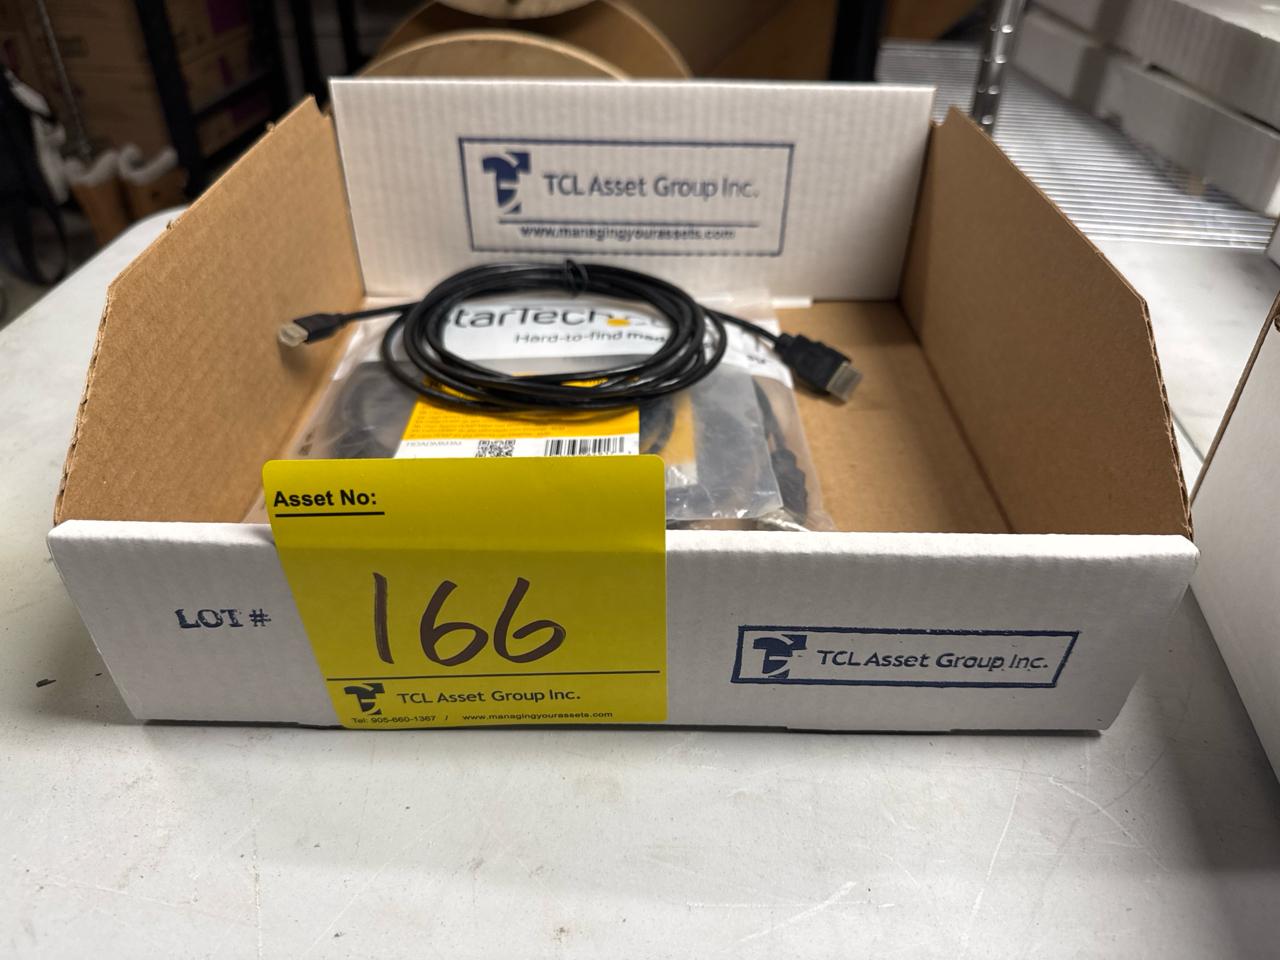 TCL Asset Group Inc.
www.managingyourassets.com
StarTech
Hard-to-find
Asset No:
166
TCL Asset Group Inc.
Tel: 905-660-1367 / www.managingyourassets.com
LOT #
TCL Asset Group Inc.